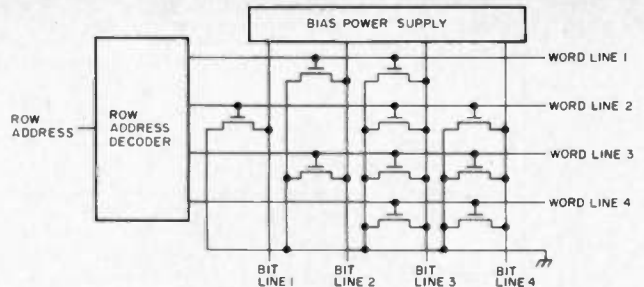 BIAS POWER SUPPLY
WORD LINE 1
WORD LINE 2
ROW
ADDRESS
ROW
ADDRESS
DECODER
WORD LINE 3
WORD LINE 4
BIT
LINE 1
BIT
LINE 2
BIT
LINE 3
BIT
LINE 4